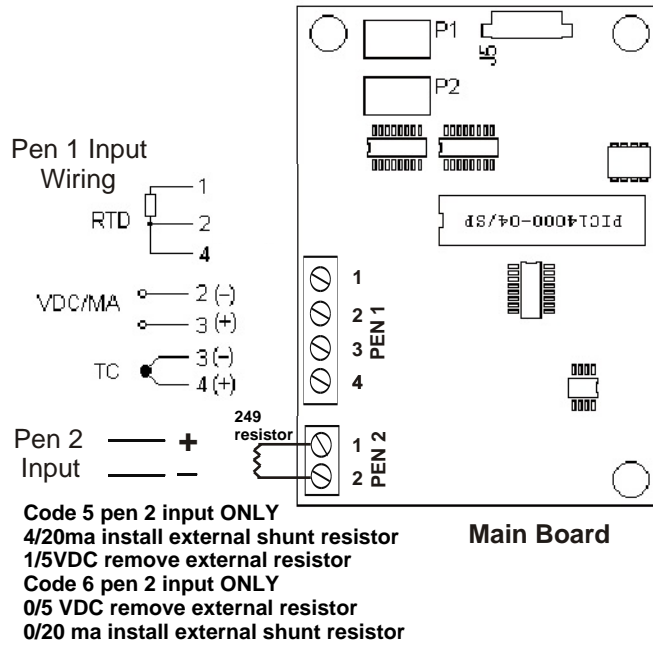 P1
J5
P2
Pen 1 Input
Wiring
RTD
1
2
4
PIC14000-04/SP
VDC/MA
2 (-)
3 (+)
TC
3 (-)
4 (+)
1
2
3
4
PEN 1
249
resistor
Pen 2
Input
+
-
1
2
PEN 2
Code 5 pen 2 input ONLY
4/20ma install external shunt resistor
1/5VDC remove external resistor
Code 6 pen 2 input ONLY
0/5 VDC remove external resistor
0/20 ma install external shunt resistor
Main Board